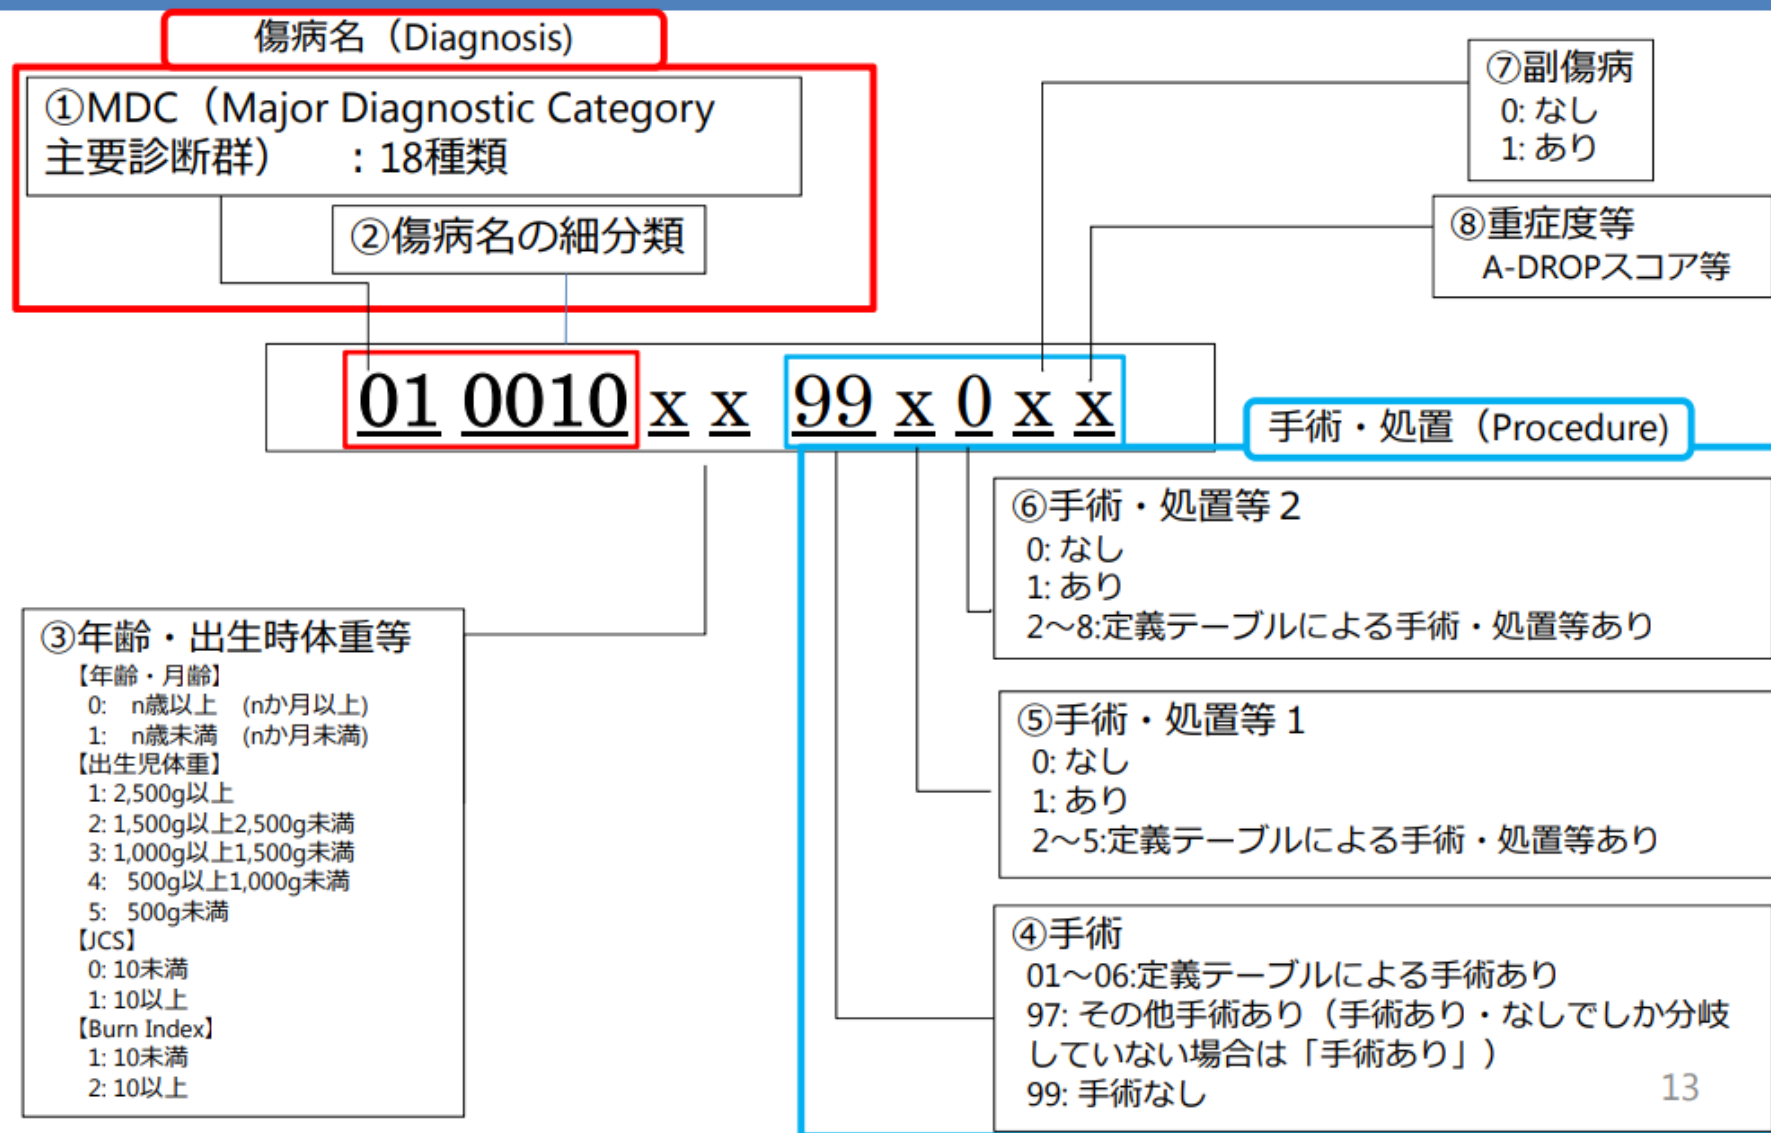 傷病名（Diagnosis)
①MDC（Major Diagnostic Category
主要診断群）　：18種類
②傷病名の細分類
⑦副傷病
0: なし
1: あり
⑧重症度等
A-DROPスコア等
01 0010 x x 99 x 0 x x
手術・処置（Procedure)
⑥手術・処置等２
0: なし
1: あり
2～8:定義テーブルによる手術・処置等あり
③年齢・出生時体重等
【年齢・月齢】
0:　n歳以上　(nか月以上)
1:　n歳未満　(nか月未満)
【出生児体重】
1: 2,500g以上
2: 1,500g以上2,500g未満
3: 1,000g以上1,500g未満
4:　500g以上1,000g未満
5:　500g未満
【JCS】
0: 10未満
1: 10以上
【Burn Index】
1: 10未満
2: 10以上
⑤手術・処置等１
0: なし
1: あり
2～5:定義テーブルによる手術・処置等あり
④手術
01～06:定義テーブルによる手術あり
97: その他手術あり（手術あり・なしでしか分岐
していない場合は「手術あり」）
99: 手術なし
13